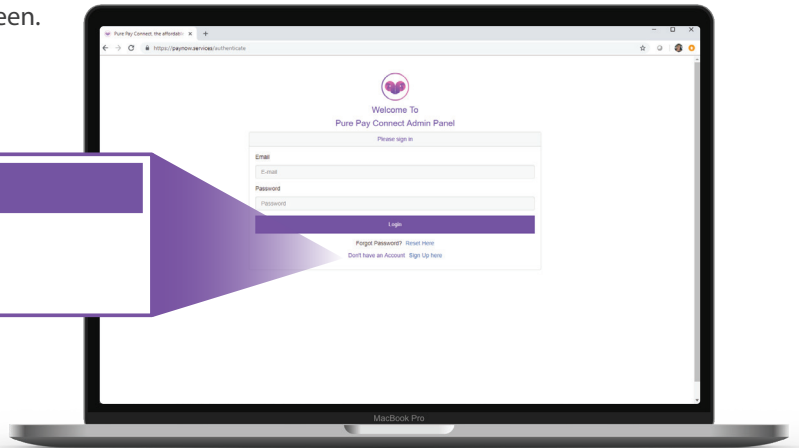 een.
Pure Pay Connect, the affordabl
https://paynow.services/authenticate
Welcome To
Pure Pay Connect Admin Panel
Please sign in
Email
E-mail
Password
Password
Login
Forgot Password? Reset Here
Don't have an Account Sign Up here
MacBook Pro